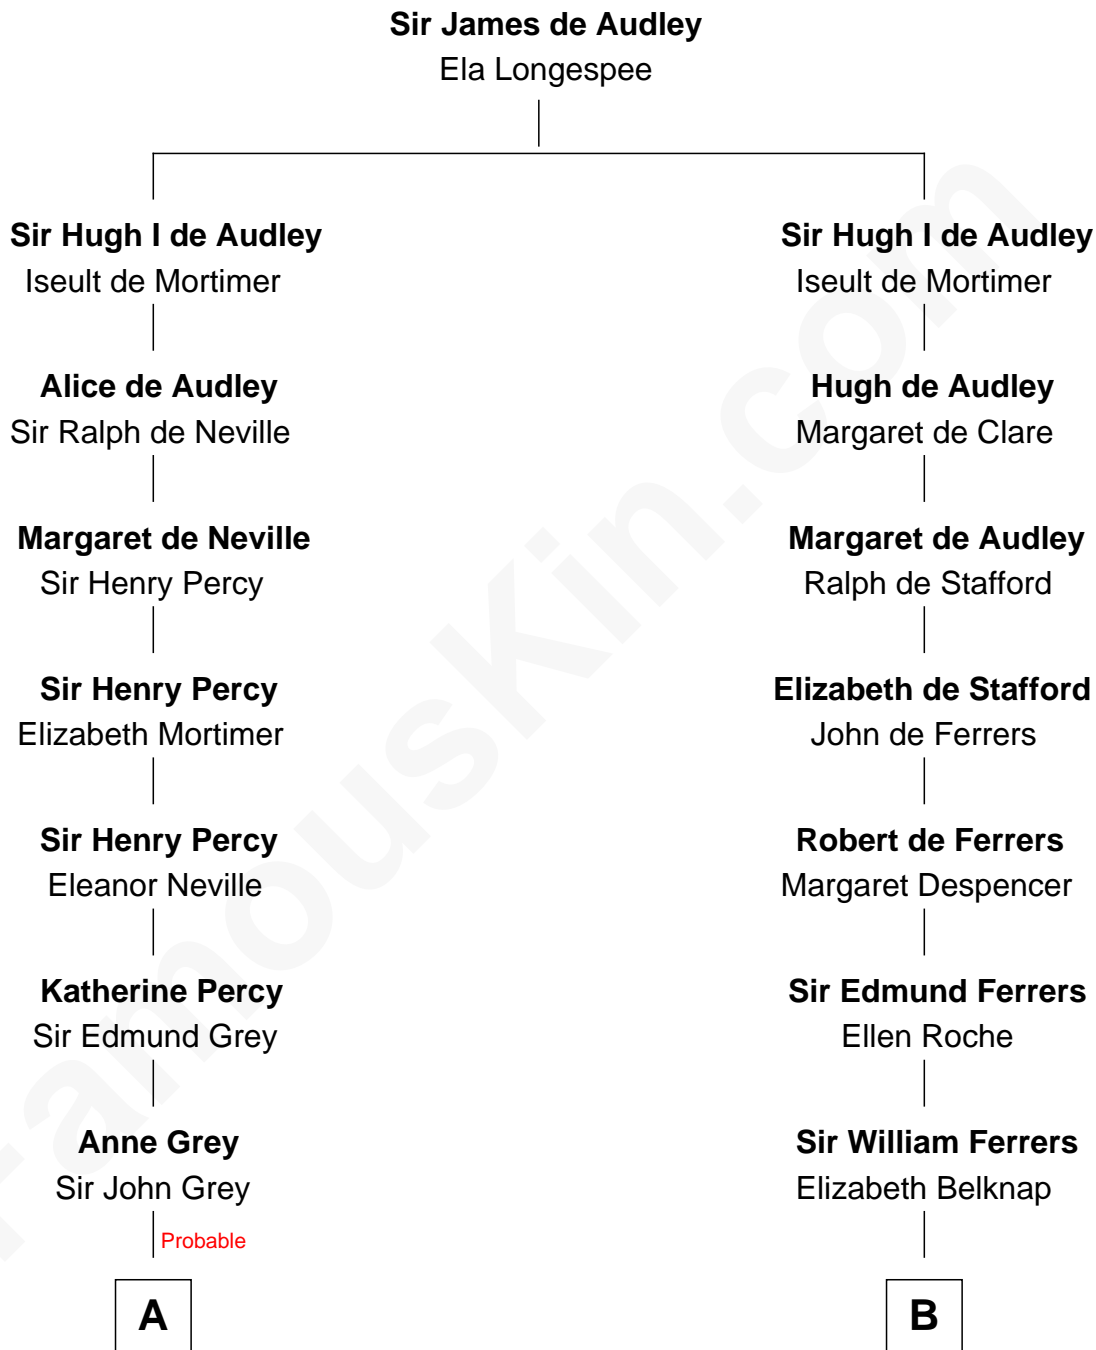 Sir James de Audley
Ela Longespee
Sir Hugh I de Audley
Iseult de Mortimer
Sir Hugh I de Audley
Iseult de Mortimer
Alice de Audley
Sir Ralph de Neville
Hugh de Audley
Margaret de Clare
Margaret de Neville
Sir Henry Percy
Margaret de Audley
Ralph de Stafford
Sir Henry Percy
Elizabeth Mortimer
Elizabeth de Stafford
John de Ferrers
Sir Henry Percy
Eleanor Neville
Robert de Ferrers
Margaret Despencer
Katherine Percy
Sir Edmund Grey
Sir Edmund Ferrers
Ellen Roche
Anne Grey
Sir John Grey
Sir William Ferrers
Elizabeth Belknap
Probable
A
B
FamousKin.com